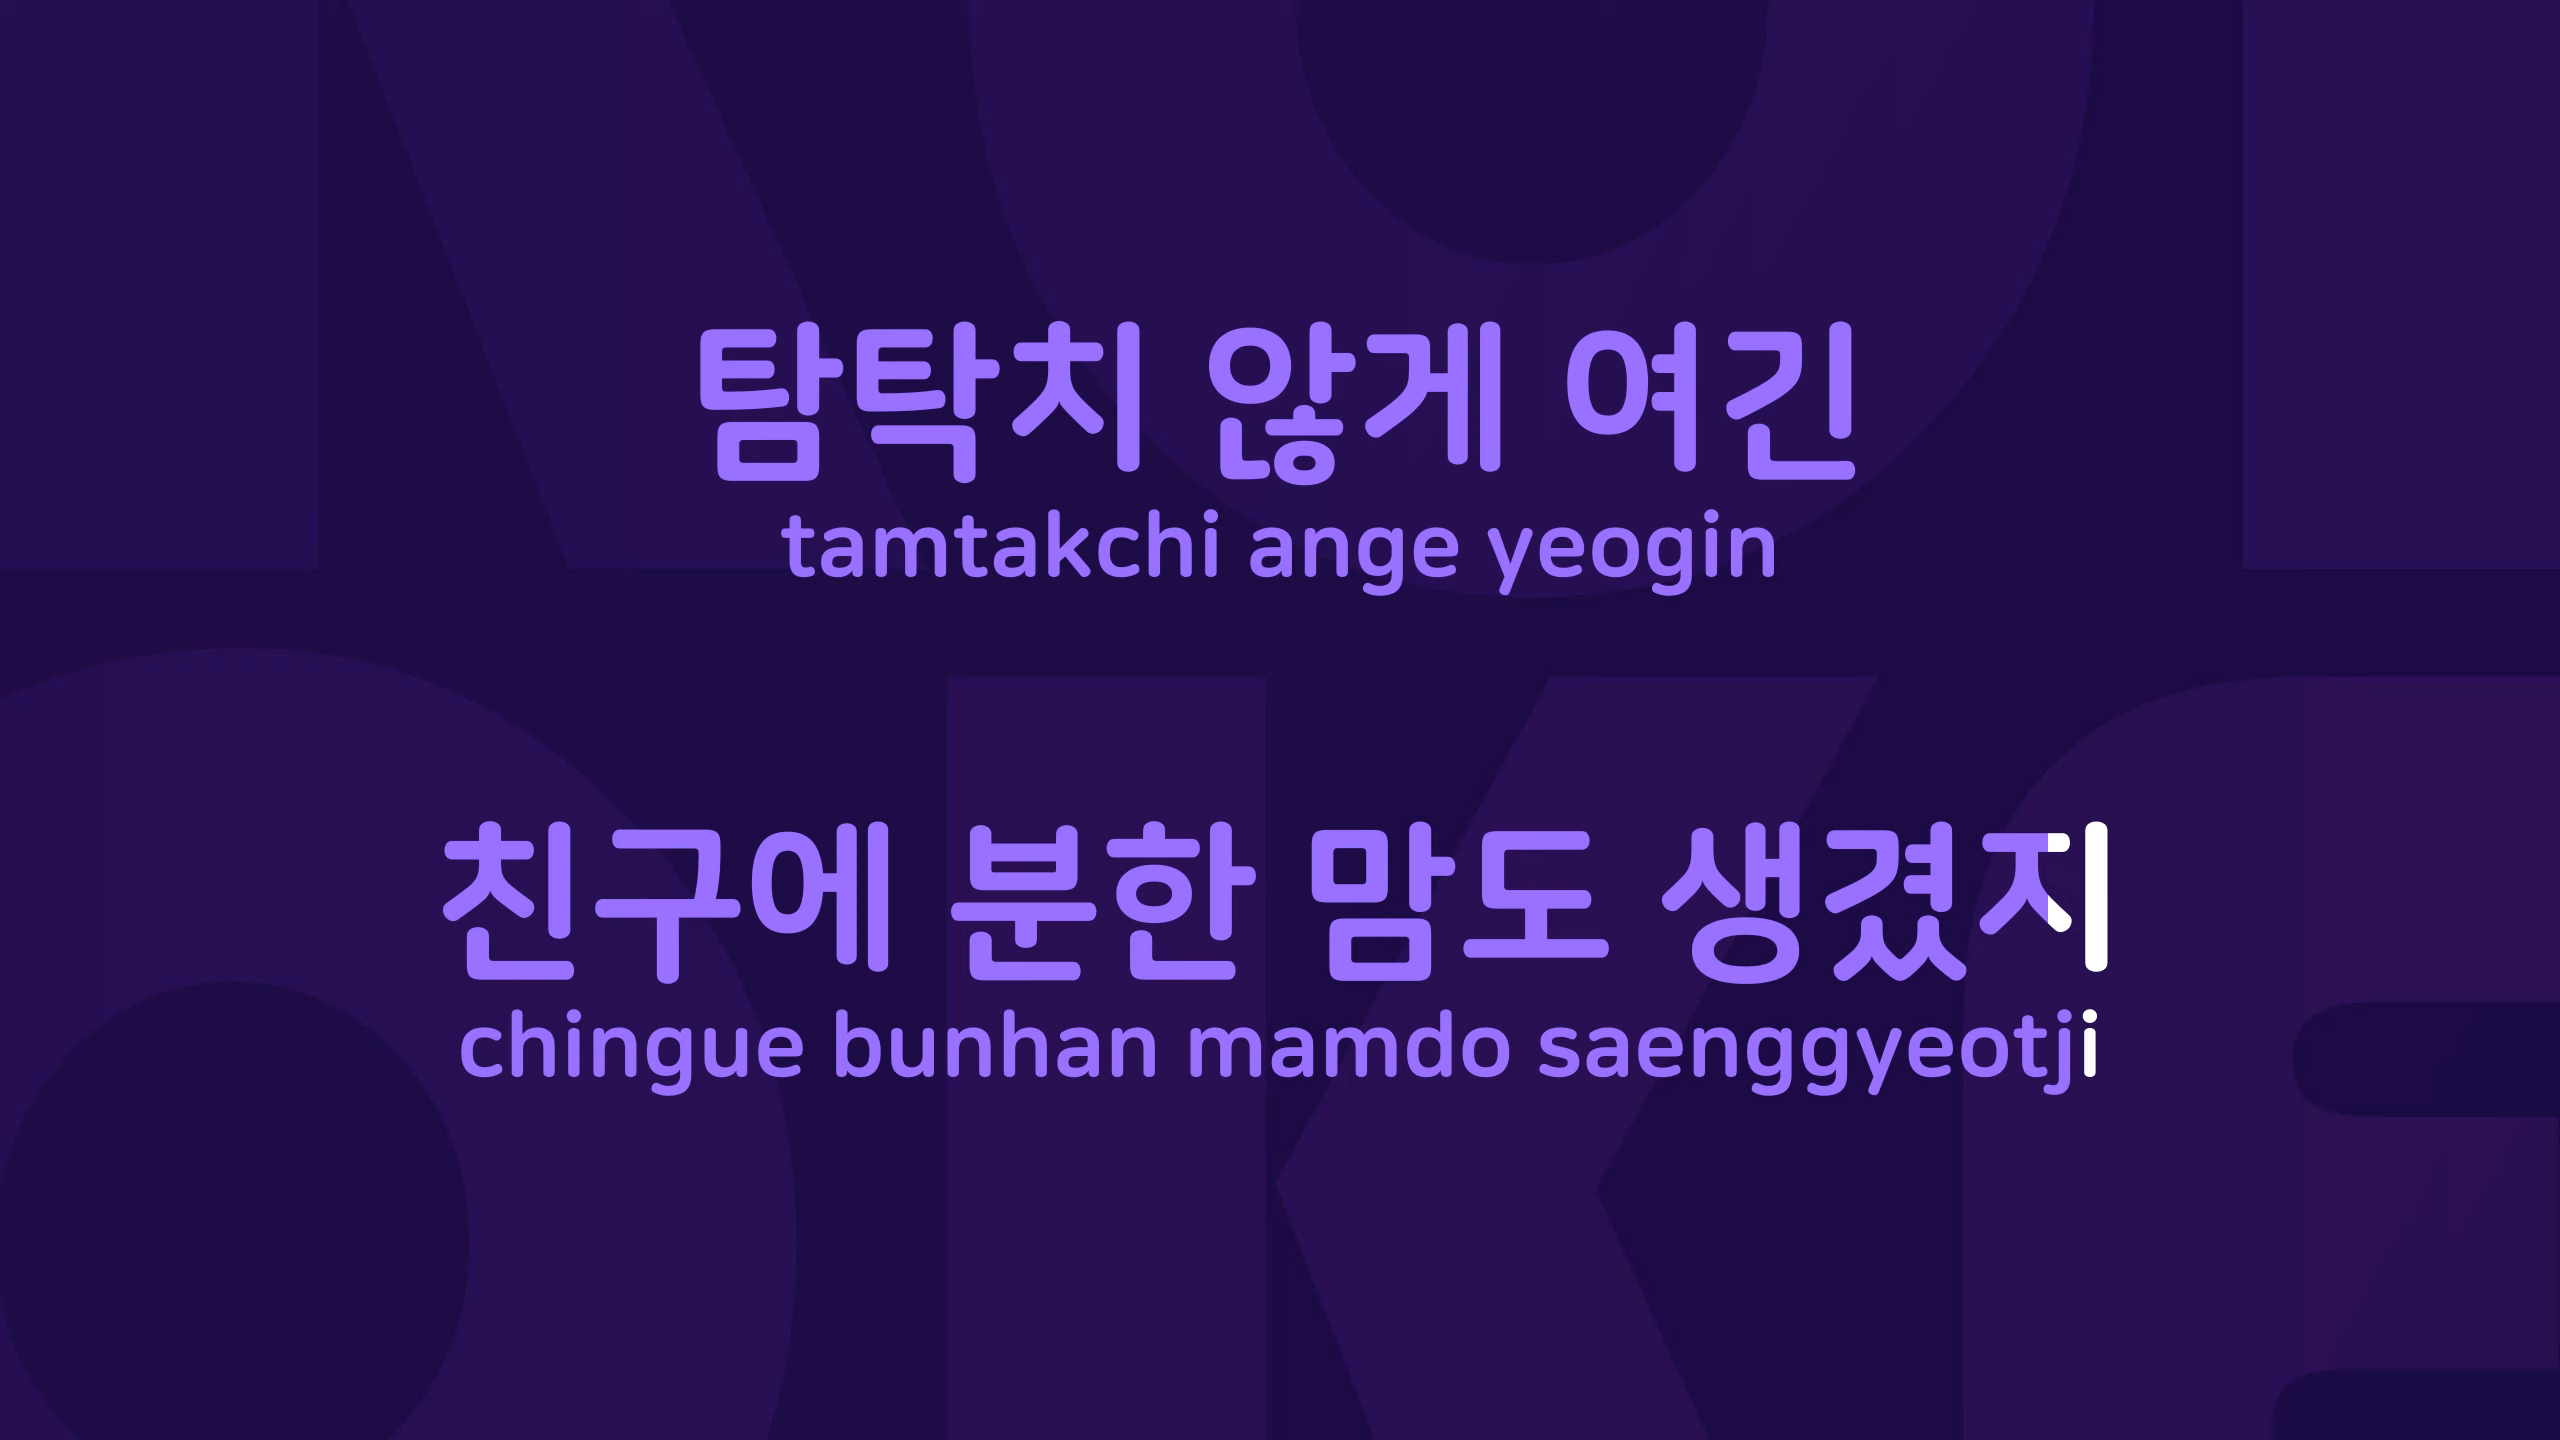 탐탁치 않게 여긴
tamtakchi ange yeogin
친구에 분한 맘도 생겼지
chingue bunhan mamdo saenggyeotji